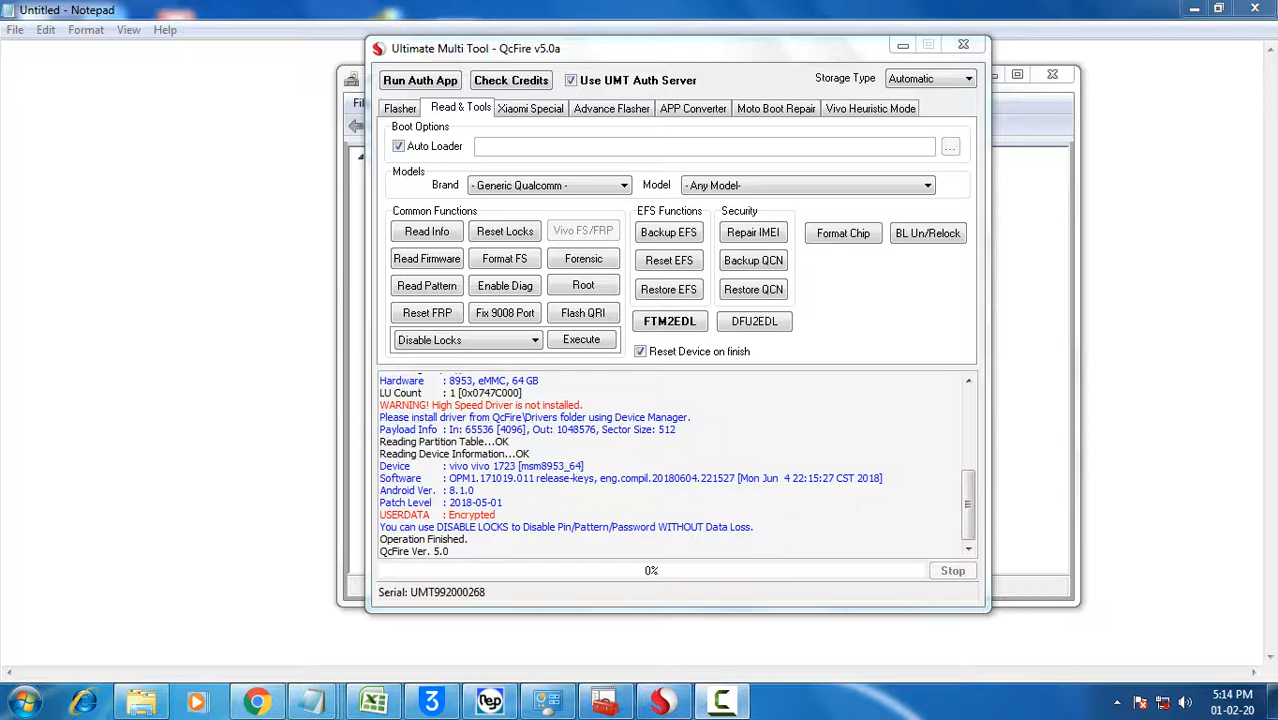 Untitled - Notepad
File Edit Format View Help
Ultimate Multi Tool - QcFire v5.0a
Run Auth App Check Credits Use UMT Auth Server Storage Type Automatic
Flasher Read & Tools Xiaomi Special Advance Flasher APP Converter Moto Boot Repair Vivo Heuristic Mode
Boot Options
Auto Loader ...
Models
Brand - Generic Qualcomm - Model - Any Model-
Common Functions EFS Functions Security
Read Info Reset Locks Vivo FS/FRP Backup EFS Repair IMEI Format Chip BL Un/Relock
Read Firmware Format FS Forensic Reset EFS Backup QCN
Read Pattern Enable Diag Root Restore EFS Restore QCN
Reset FRP Fix 9008 Port Flash QRI FTM2EDL DFU2EDL
Disable Locks Execute Reset Device on finish
Hardware : 8953, eMMC, 64 GB
LU Count : 1 [0x0747C000]
WARNING! High Speed Driver is not installed.
Please install driver from QcFire\Drivers folder using Device Manager.
Payload Info : In: 65536 [4096], Out: 1048576, Sector Size: 512
Reading Partition Table...OK
Reading Device Information...OK
Device : vivo vivo 1723 [msm8953_64]
Software : OPM1.171019.011 release-keys, eng.compil.20180604.221527 [Mon Jun 4 22:15:27 CST 2018]
Android Ver. : 8.1.0
Patch Level : 2018-05-01
USERDATA : Encrypted
You can use DISABLE LOCKS to Disable Pin/Pattern/Password WITHOUT Data Loss.
Operation Finished.
QcFire Ver. 5.0
0% Stop
Serial: UMT992000268
5:14 PM
01-02-20